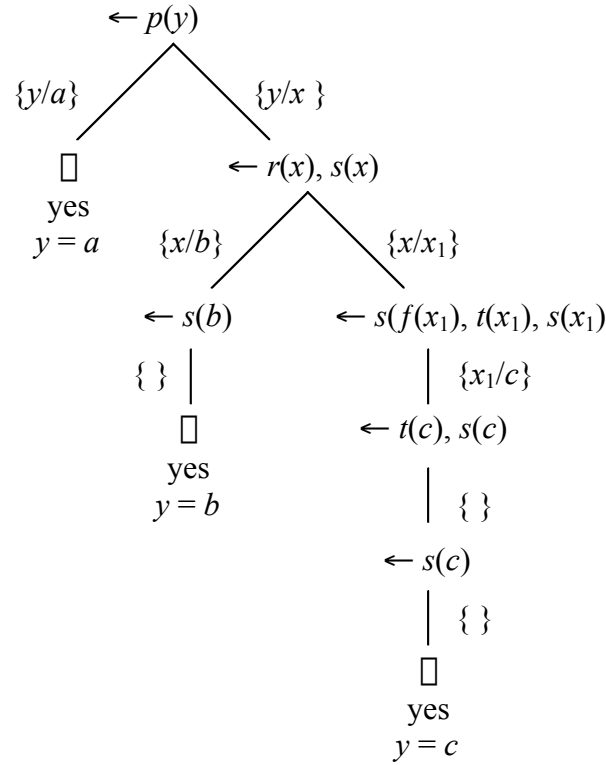 ← p(y)
{y/a} {y/x }
□ ← r(x), s(x)
yes
y = a {x/b} {x/x₁}
← s(b) ← s(f(x₁), t(x₁), s(x₁)
{ } {x₁/c}
□ ← t(c), s(c)
yes
y = b { }
← s(c)
{ }
□
yes
y = c